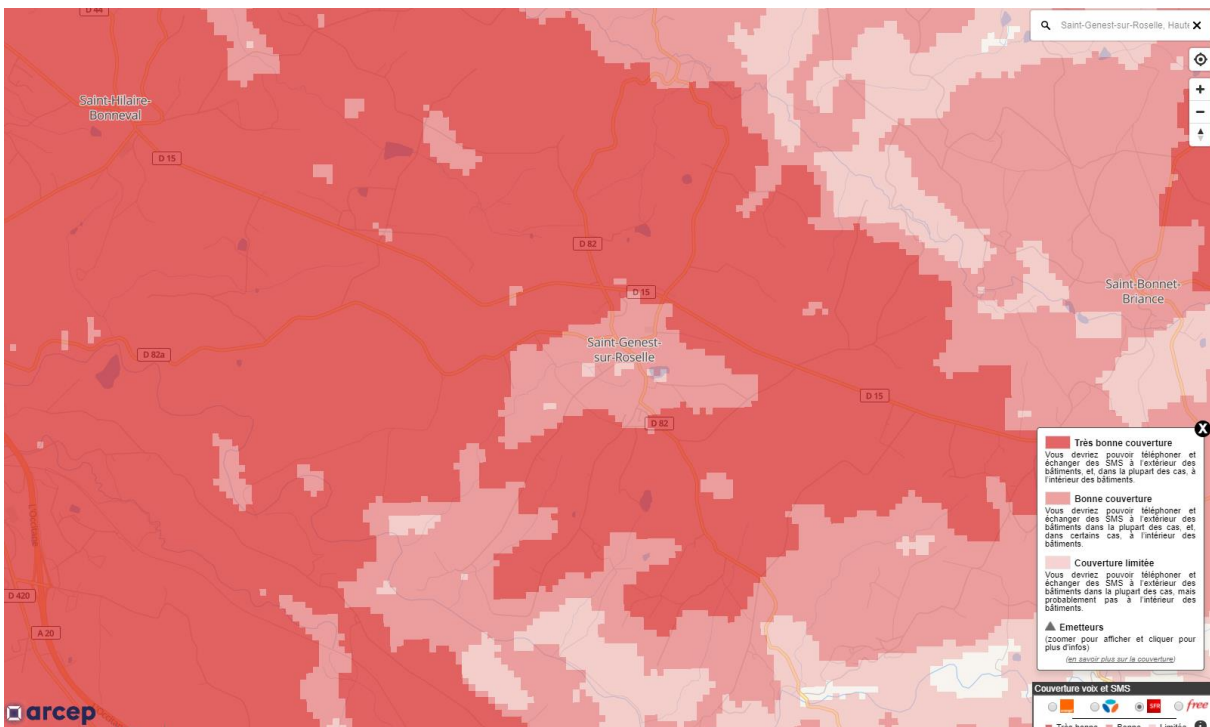 D 44
Saint-Genest-sur-Roselle, Haute
X
Saint-Hilaire-
Bonneval
+
−
D 15
D 82
Saint-Bonnet-
Briance
D 15
Saint-Genest-
sur-Roselle
D 82a
D 15
D 82
X
Très bonne couverture
Vous devriez pouvoir téléphoner et
échanger des SMS à l'extérieur des
bâtiments, et, dans la plupart des cas, à
l'intérieur des bâtiments.
Bonne couverture
Vous devriez pouvoir téléphoner et
échanger des SMS à l'extérieur des
bâtiments dans la plupart des cas, et,
dans certains cas, à l'intérieur des
bâtiments.
Couverture limitée
Vous devriez pouvoir téléphoner et
échanger des SMS à l'extérieur des
bâtiments dans la plupart des cas, mais
probablement pas à l'intérieur des
bâtiments.
Emetteurs
(zoomer pour afficher et cliquer pour
plus d'infos)
(en savoir plus sur la couverture)
L'Occitane
D 420
A 20
Couverture voix et SMS
SFR
free
Très bonne Bonne Limitée
arcep